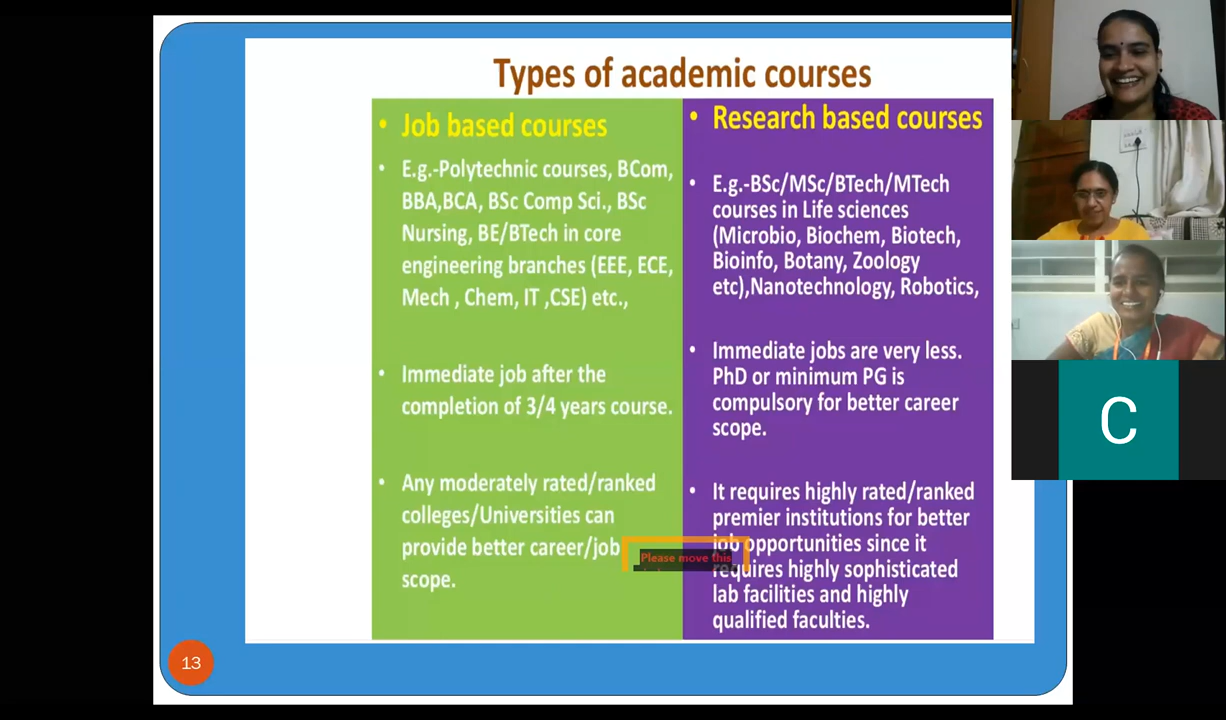 Types of academic courses
• Job based courses
• E.g.-Polytechnic courses, BCom,
BBA,BCA, BSc Comp Sci., BSc
Nursing, BE/BTech in core
engineering branches (EEE, ECE,
Mech , Chem, IT ,CSE) etc.,
• Immediate job after the
completion of 3/4 years course.
• Any moderately rated/ranked
colleges/Universities can
provide better career/job
scope.
• Research based courses
• E.g.-BSc/MSc/BTech/MTech
courses in Life sciences
(Microbio, Biochem, Biotech,
Bioinfo, Botany, Zoology
etc),Nanotechnology, Robotics,
• Immediate jobs are very less.
PhD or minimum PG is
compulsory for better career
scope.
• It requires highly rated/ranked
premier institutions for better
job opportunities since it
requires highly sophisticated
lab facilities and highly
qualified faculties.
Please move this
13
C